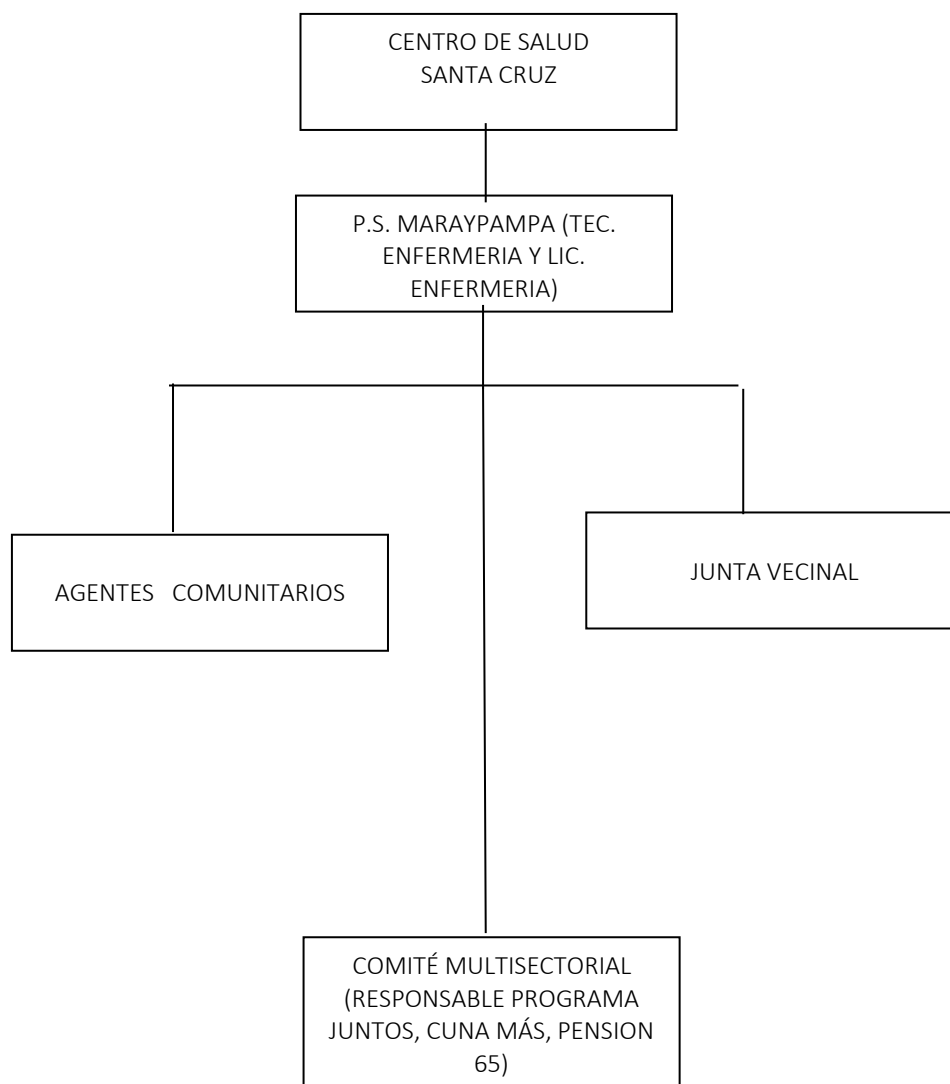 CENTRO DE SALUD
SANTA CRUZ
P.S. MARAYPAMPA (TEC.
ENFERMERIA Y LIC.
ENFERMERIA)
AGENTES COMUNITARIOS
JUNTA VECINAL
COMITÉ MULTISECTORIAL
(RESPONSABLE PROGRAMA
JUNTOS, CUNA MÁS, PENSION
65)